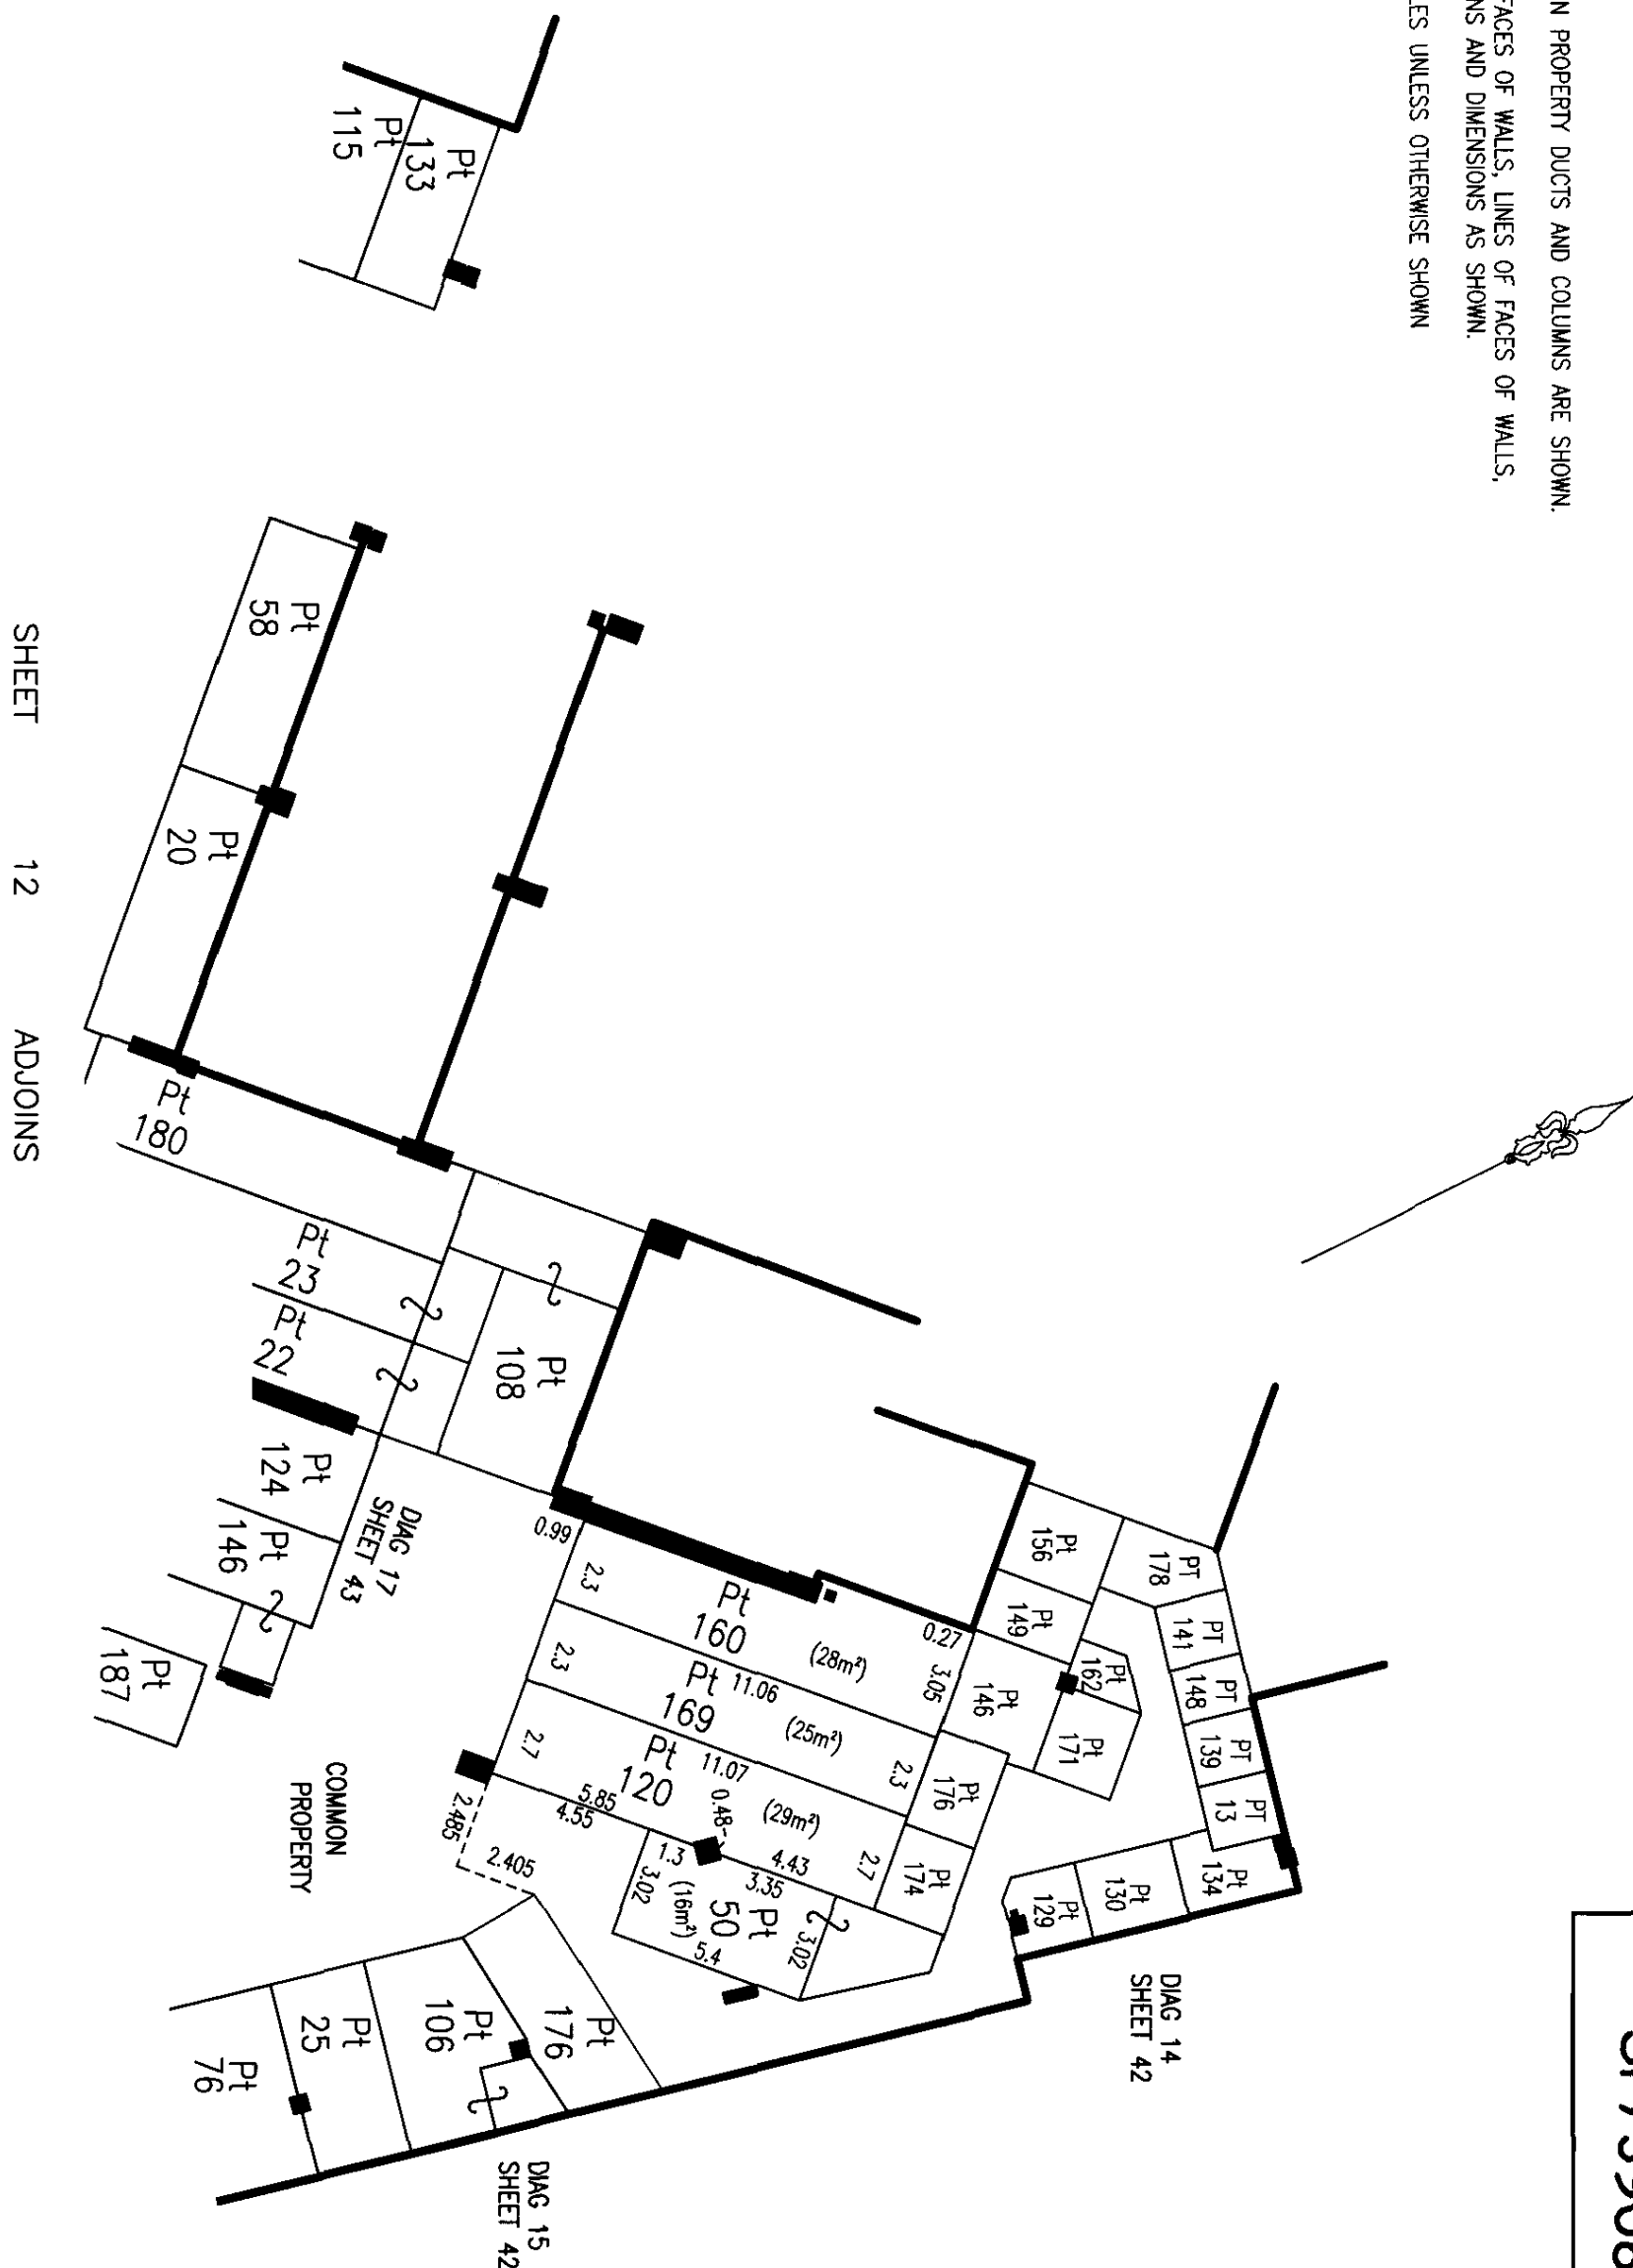 N PROPERTY DUCTS AND COLUMNS ARE SHOWN.
FACES OF WALLS, LINES OF FACES OF WALLS,
NS AND DIMENSIONS AS SHOWN.
LES UNLESS OTHERWISE SHOWN
Pt
133
Pt
115
Pt
58
Pt
20
SHEET 12 ADJOINS
Pt
180
Pt
23
Pt
22
Pt
108
Pt
124
Pt
146
Pt
187
DIAG 17
SHEET 43
COMMON
PROPERTY
0.99
2.3
Pt
160
(28m²)
0.27
3.05
2.3
Pt
169
11.06
(25m²)
2.3
2.7
Pt
120
11.07
(29m²)
2.7
5.85
4.55
0.48
4.43
3.35
1.3
3.02
(16m²)
Pt
50
5.4
3.02
2.485
2.405
Pt
156
Pt
149
Pt
146
Pt
162
Pt
171
Pt
176
Pt
174
PT
178
PT
141
PT
148
PT
139
PT
13
Pt
134
Pt
130
Pt
129
DIAG 14
SHEET 42
Pt
176
Pt
106
Pt
25
Pt
76
DIAG 15
SHEET 42